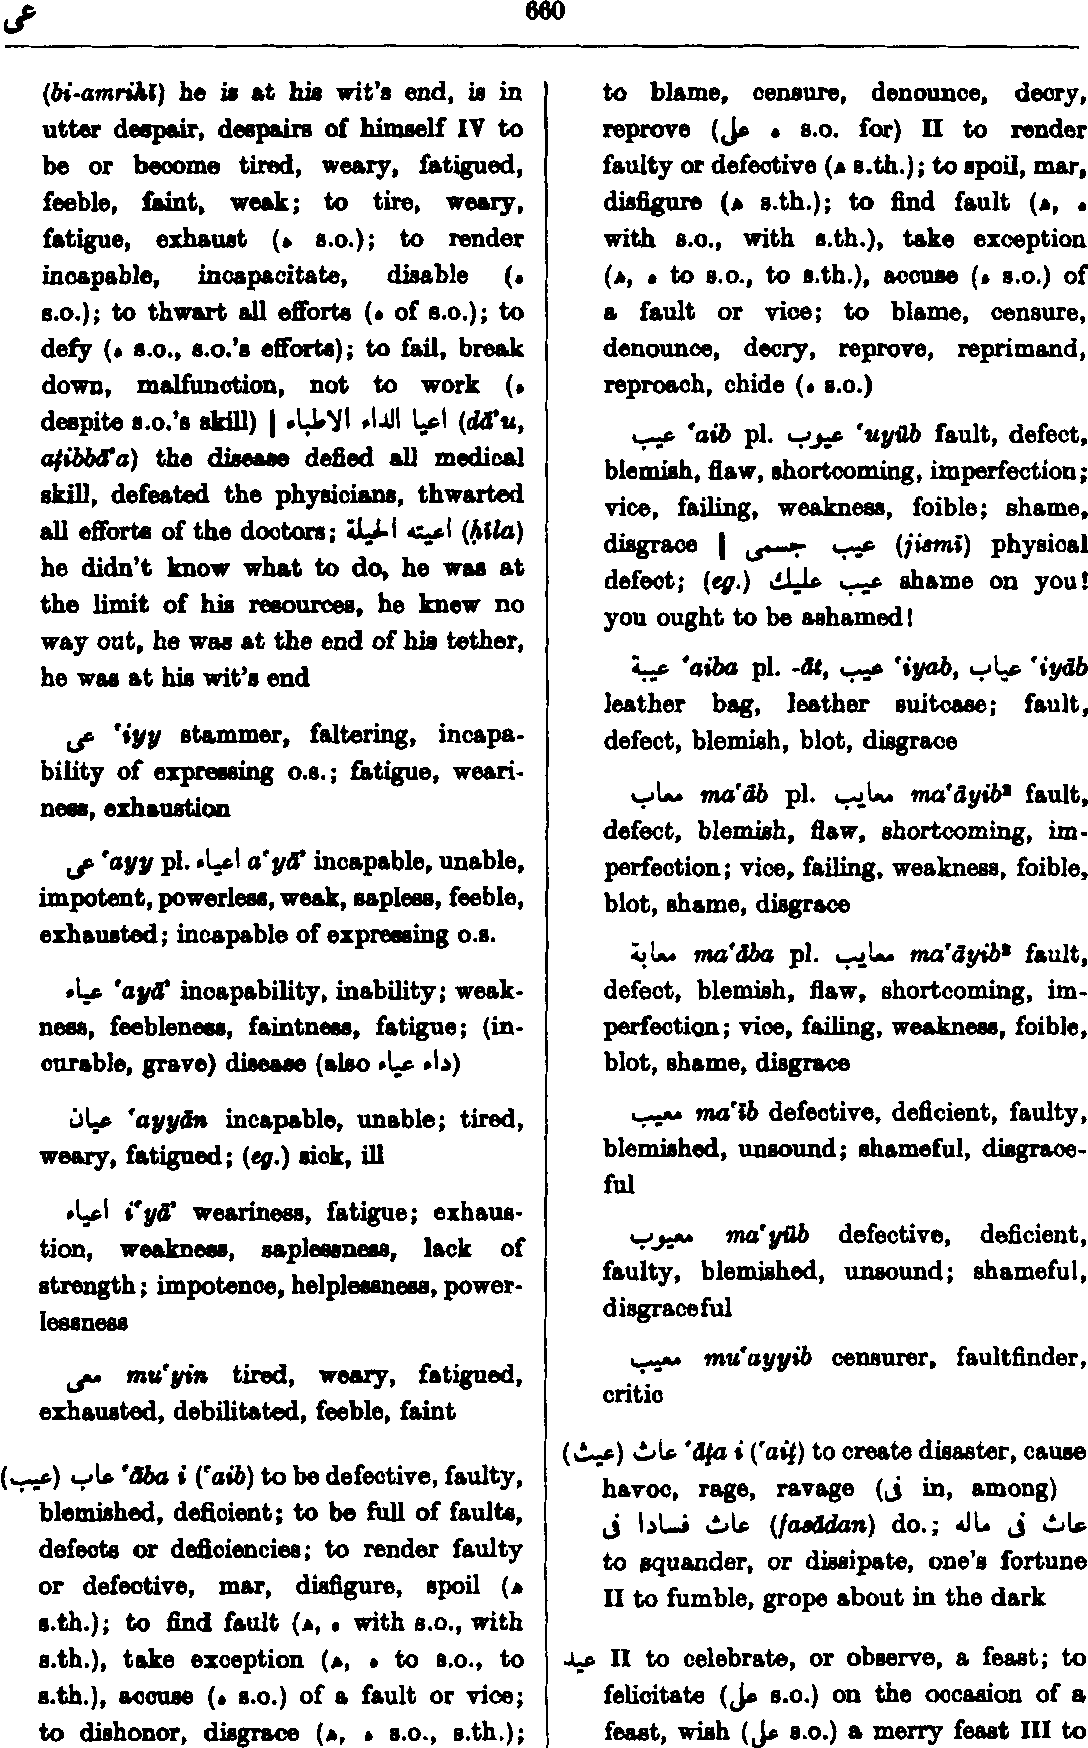 عى
660
(bi-amrihī) he is at his wit's end, is in
utter despair, despairs of himself IV to
be or become tired, weary, fatigued,
feeble, faint, weak; to tire, weary,
fatigue, exhaust (ه s.o.); to render
incapable, incapacitate, disable (ه
s.o.); to thwart all efforts (ه of s.o.); to
defy (ه s.o., s.o.'s efforts); to fail, break
down, malfunction, not to work (ه
despite s.o.'s skill) | اعيا الداء الاطباء (dā'u,
aṭibbā'a) the disease defied all medical
skill, defeated the physicians, thwarted
all efforts of the doctors; اعيته الحيلة (ḥīla)
he didn't know what to do, he was at
the limit of his resources, he knew no
way out, he was at the end of his tether,
he was at his wit's end
عى ‘iyy stammer, faltering, incapa-
bility of expressing o.s.; fatigue, weari-
ness, exhaustion
عى ‘ayy pl. اعياء a‘yā’ incapable, unable,
impotent, powerless, weak, sapless, feeble,
exhausted; incapable of expressing o.s.
عياء ‘ayā’ incapability, inability; weak-
ness, feebleness, faintness, fatigue; (in-
curable, grave) disease (also داء عياء)
عيان ‘ayyān incapable, unable; tired,
weary, fatigued; (eg.) sick, ill
اعياء i‘yā’ weariness, fatigue; exhaus-
tion, weakness, saplessness, lack of
strength; impotence, helplessness, power-
lessness
معى mu‘yin tired, weary, fatigued,
exhausted, debilitated, feeble, faint
(عيب) عاب ‘āba i (‘aib) to be defective, faulty,
blemished, deficient; to be full of faults,
defects or deficiencies; to render faulty
or defective, mar, disfigure, spoil (ه
s.th.); to find fault (ه, ه with s.o., with
s.th.), take exception (ه, ه to s.o., to
s.th.), accuse (ه s.o.) of a fault or vice;
to dishonor, disgrace (ه, ه s.o., s.th.);
to blame, censure, denounce, decry,
reprove (على ه s.o. for) II to render
faulty or defective (ه s.th.); to spoil, mar,
disfigure (ه s.th.); to find fault (ه, ه
with s.o., with s.th.), take exception
(ه, ه to s.o., to s.th.), accuse (ه s.o.) of
a fault or vice; to blame, censure,
denounce, decry, reprove, reprimand,
reproach, chide (ه s.o.)
عيب ‘aib pl. عيوب ‘uyūb fault, defect,
blemish, flaw, shortcoming, imperfection;
vice, failing, weakness, foible; shame,
disgrace | عيب جسمى (jismī) physical
defect; (eg.) عيب عليك shame on you!
you ought to be ashamed!
عيبة ‘aiba pl. -āt, عيب ‘iyab, عياب ‘iyāb
leather bag, leather suitcase; fault,
defect, blemish, blot, disgrace
معاب ma‘āb pl. معايب ma‘āyib² fault,
defect, blemish, flaw, shortcoming, im-
perfection; vice, failing, weakness, foible,
blot, shame, disgrace
معابة ma‘āba pl. معايب ma‘āyib² fault,
defect, blemish, flaw, shortcoming, im-
perfection; vice, failing, weakness, foible,
blot, shame, disgrace
معيب ma‘īb defective, deficient, faulty,
blemished, unsound; shameful, disgrace-
ful
معيوب ma‘yūb defective, deficient,
faulty, blemished, unsound; shameful,
disgraceful
معيب mu‘ayyib censurer, faultfinder,
critic
(عيث) عاث ‘āṯa i (‘aiṯ) to create disaster, cause
havoc, rage, ravage (فى in, among)
عاث فسادا فى (fasādan) do.; عاث فى ماله
to squander, or dissipate, one's fortune
II to fumble, grope about in the dark
عيد II to celebrate, or observe, a feast; to
felicitate (على s.o.) on the occasion of a
feast, wish (على s.o.) a merry feast III to